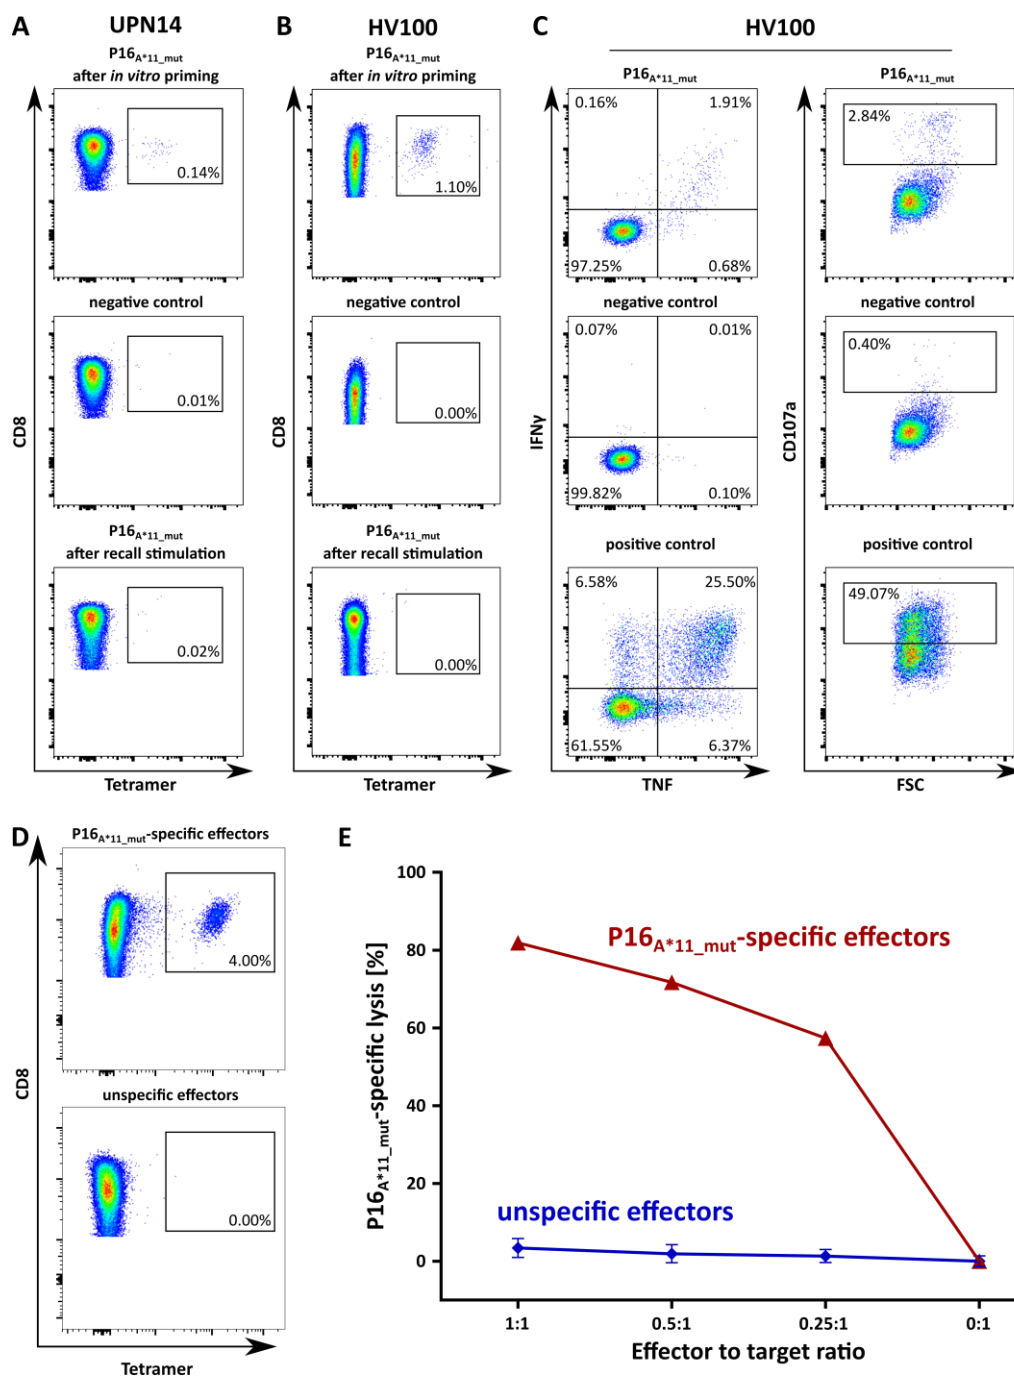 A
UPN14
P16A*11_mut
after in vitro priming
0.14%
negative control
0.01%
P16A*11_mut
after recall stimulation
0.02%
CD8
Tetramer
B
HV100
P16A*11_mut
after in vitro priming
1.10%
negative control
0.00%
P16A*11_mut
after recall stimulation
0.00%
CD8
Tetramer
C
HV100
P16A*11_mut
0.16%
1.91%
97.25%
0.68%
negative control
0.07%
0.01%
99.82%
0.10%
positive control
6.58%
25.50%
61.55%
6.37%
IFNγ
TNF
P16A*11_mut
2.84%
negative control
0.40%
positive control
49.07%
CD107a
FSC
D
P16A*11_mut-specific effectors
4.00%
unspecific effectors
0.00%
CD8
Tetramer
E
P16A*11_mut-specific lysis [%]
100
80
60
40
20
0
P16A*11_mut-specific effectors
unspecific effectors
1:1
0.5:1
0.25:1
0:1
Effector to target ratio